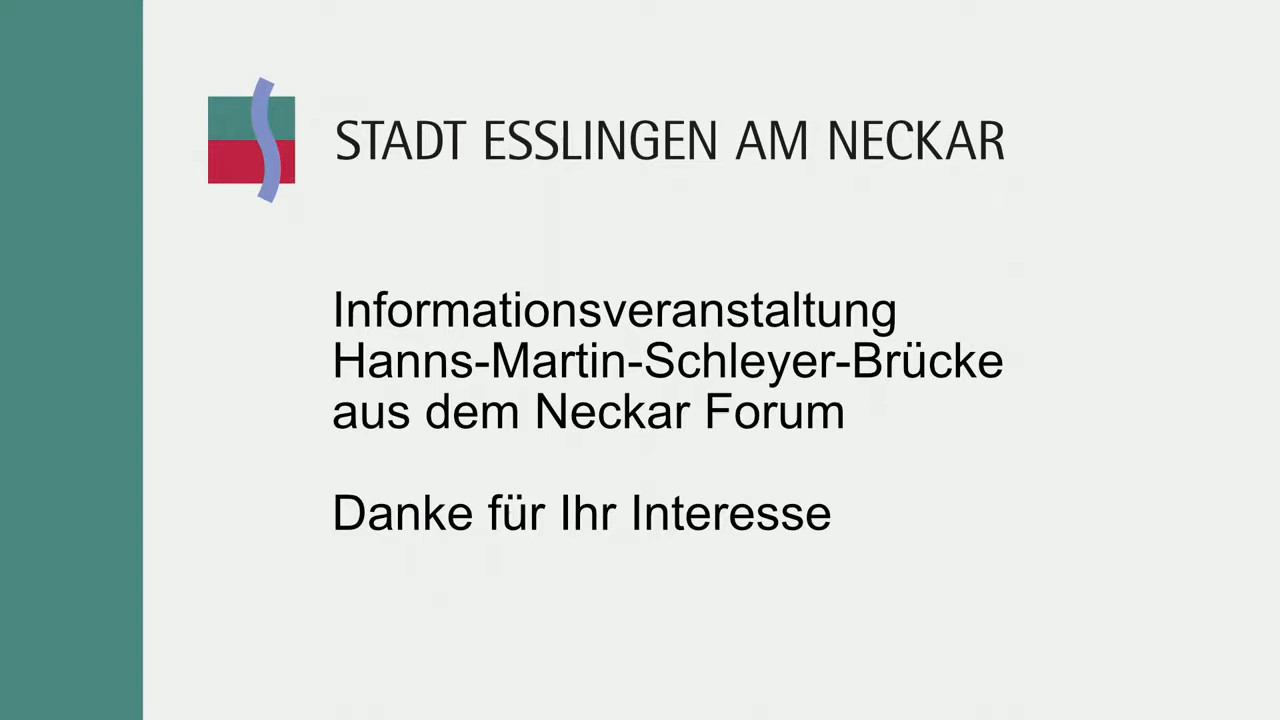 STADT ESSLINGEN AM NECKAR
Informationsveranstaltung
Hanns-Martin-Schleyer-Brücke
aus dem Neckar Forum
Danke für Ihr Interesse